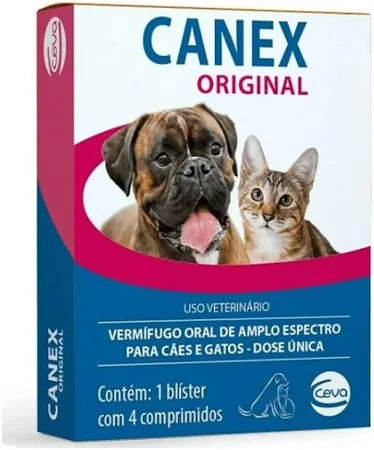 Ceva
CANEX
ORIGINAL
USO VETERINÁRIO
VERMÍFUGO ORAL DE AMPLO ESPECTRO
PARA CÃES E GATOS - DOSE ÚNICA
Contém: 1 blíster
com 4 comprimidos
Ceva
CANEX
ORIGINAL